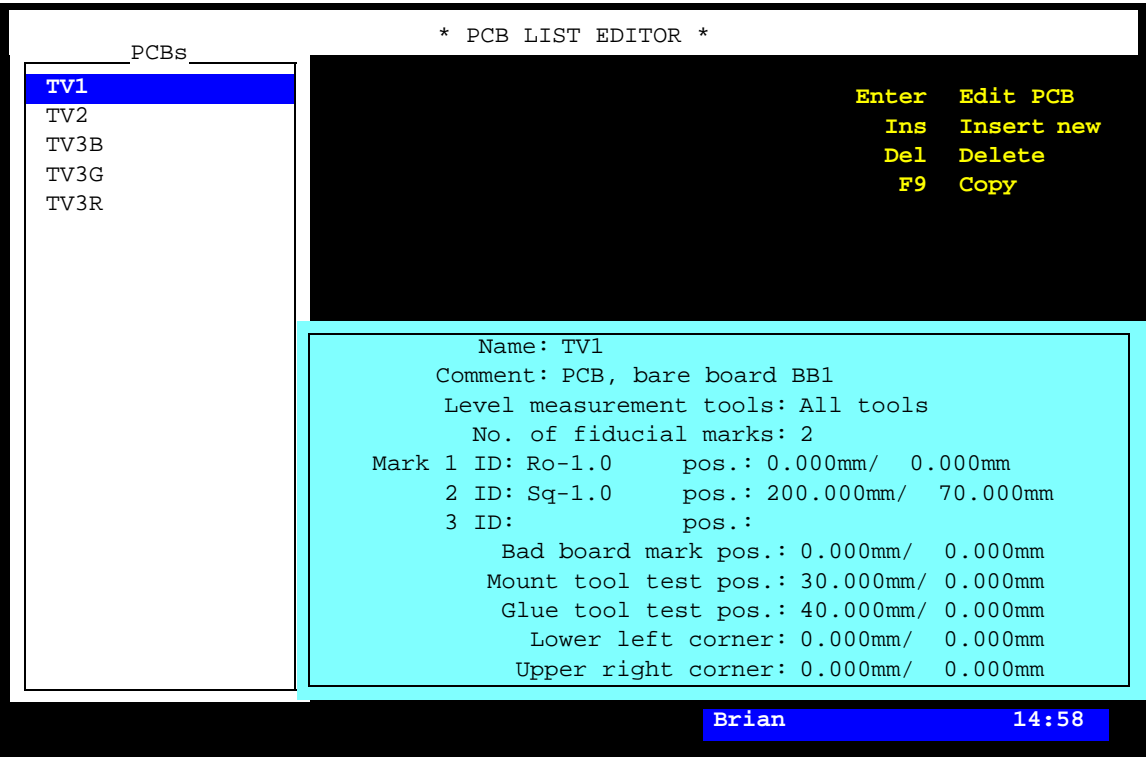 * PCB LIST EDITOR *
PCBs
TV1
TV2
TV3B
TV3G
TV3R
Enter Edit PCB
Ins Insert new
Del Delete
F9 Copy
Name: TV1
Comment: PCB, bare board BB1
Level measurement tools: All tools
No. of fiducial marks: 2
Mark 1 ID: Ro-1.0 pos.: 0.000mm/ 0.000mm
2 ID: Sq-1.0 pos.: 200.000mm/ 70.000mm
3 ID: pos.:
Bad board mark pos.: 0.000mm/ 0.000mm
Mount tool test pos.: 30.000mm/ 0.000mm
Glue tool test pos.: 40.000mm/ 0.000mm
Lower left corner: 0.000mm/ 0.000mm
Upper right corner: 0.000mm/ 0.000mm
Brian 14:58